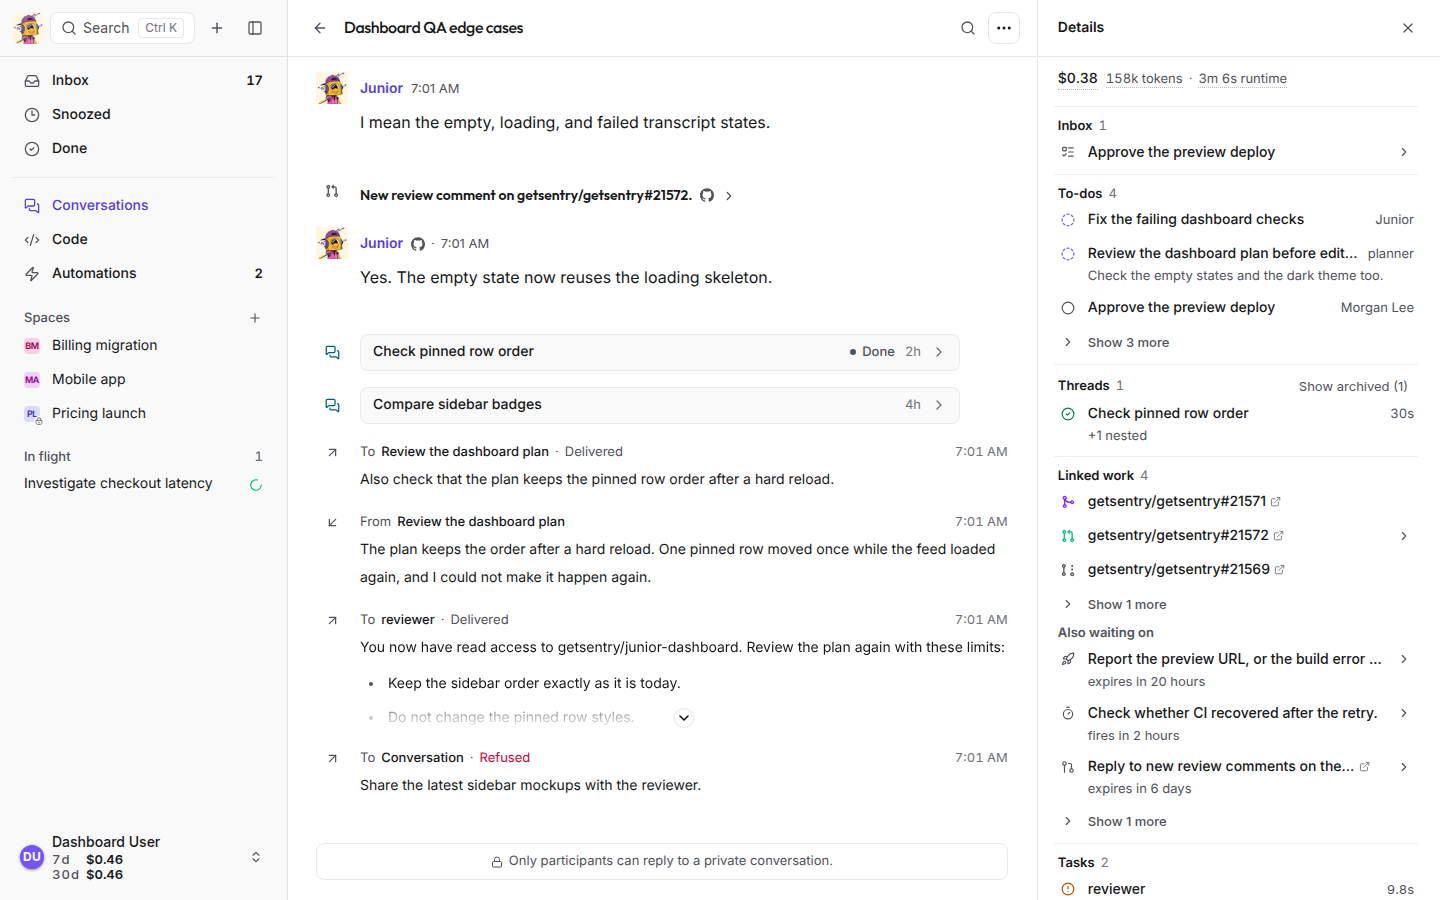 Search Ctrl K
Inbox 17
Snoozed
Done
Conversations
Code
Automations 2
Spaces
BM Billing migration
MA Mobile app
PL Pricing launch
In flight 1
Investigate checkout latency
DU Dashboard User
7d $0.46
30d $0.46
Dashboard QA edge cases
Junior 7:01 AM
I mean the empty, loading, and failed transcript states.
New review comment on getsentry/getsentry#21572.
Junior · 7:01 AM
Yes. The empty state now reuses the loading skeleton.
Check pinned row order Done 2h
Compare sidebar badges 4h
To Review the dashboard plan · Delivered 7:01 AM
Also check that the plan keeps the pinned row order after a hard reload.
From Review the dashboard plan 7:01 AM
The plan keeps the order after a hard reload. One pinned row moved once while the feed loaded
again, and I could not make it happen again.
To reviewer · Delivered 7:01 AM
You now have read access to getsentry/junior-dashboard. Review the plan again with these limits:
• Keep the sidebar order exactly as it is today.
• Do not change the pinned row styles.
To Conversation · Refused 7:01 AM
Share the latest sidebar mockups with the reviewer.
Only participants can reply to a private conversation.
Details
$0.38 158k tokens · 3m 6s runtime
Inbox 1
Approve the preview deploy
To-dos 4
Fix the failing dashboard checks Junior
Review the dashboard plan before edit... planner
Check the empty states and the dark theme too.
Approve the preview deploy Morgan Lee
Show 3 more
Threads 1 Show archived (1)
Check pinned row order 30s
+1 nested
Linked work 4
getsentry/getsentry#21571
getsentry/getsentry#21572
getsentry/getsentry#21569
Show 1 more
Also waiting on
Report the preview URL, or the build error ...
expires in 20 hours
Check whether CI recovered after the retry.
fires in 2 hours
Reply to new review comments on the...
expires in 6 days
Show 1 more
Tasks 2
reviewer 9.8s